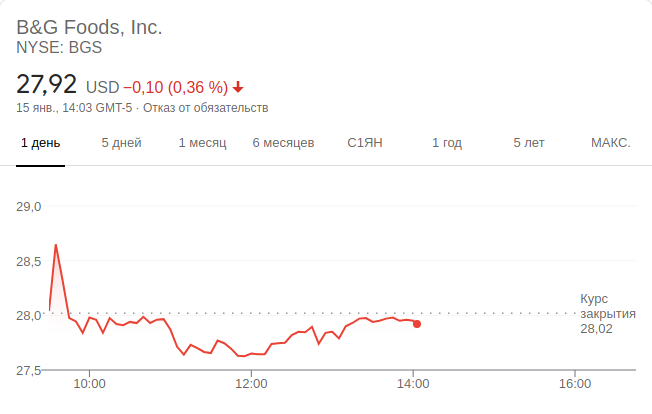 B&G Foods, Inc.
NYSE: BGS
27,92 USD −0,10 (0,36 %)
15 янв., 14:03 GMT-5 · Отказ от обязательств
1 день 5 дней 1 месяц 6 месяцев С1ЯН 1 год 5 лет МАКС.
29,0
28,5
28,0
27,5
Курс
закрытия
28,02
10:00 12:00 14:00 16:00